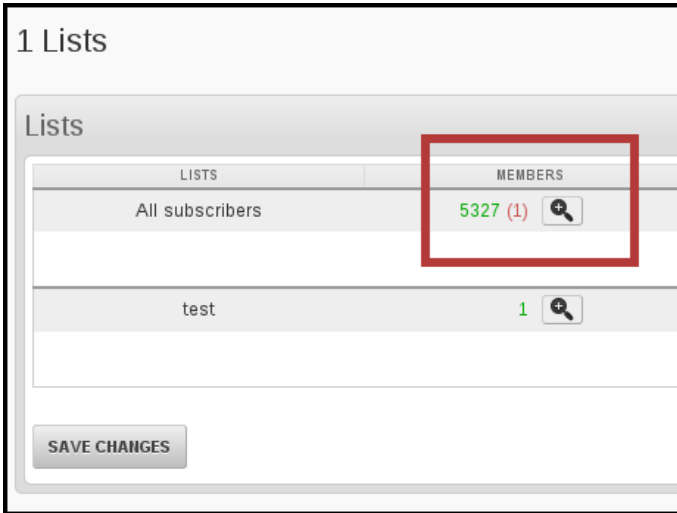 1 Lists
Lists
LISTS MEMBERS
All subscribers 5327 (1)
test 1
SAVE CHANGES